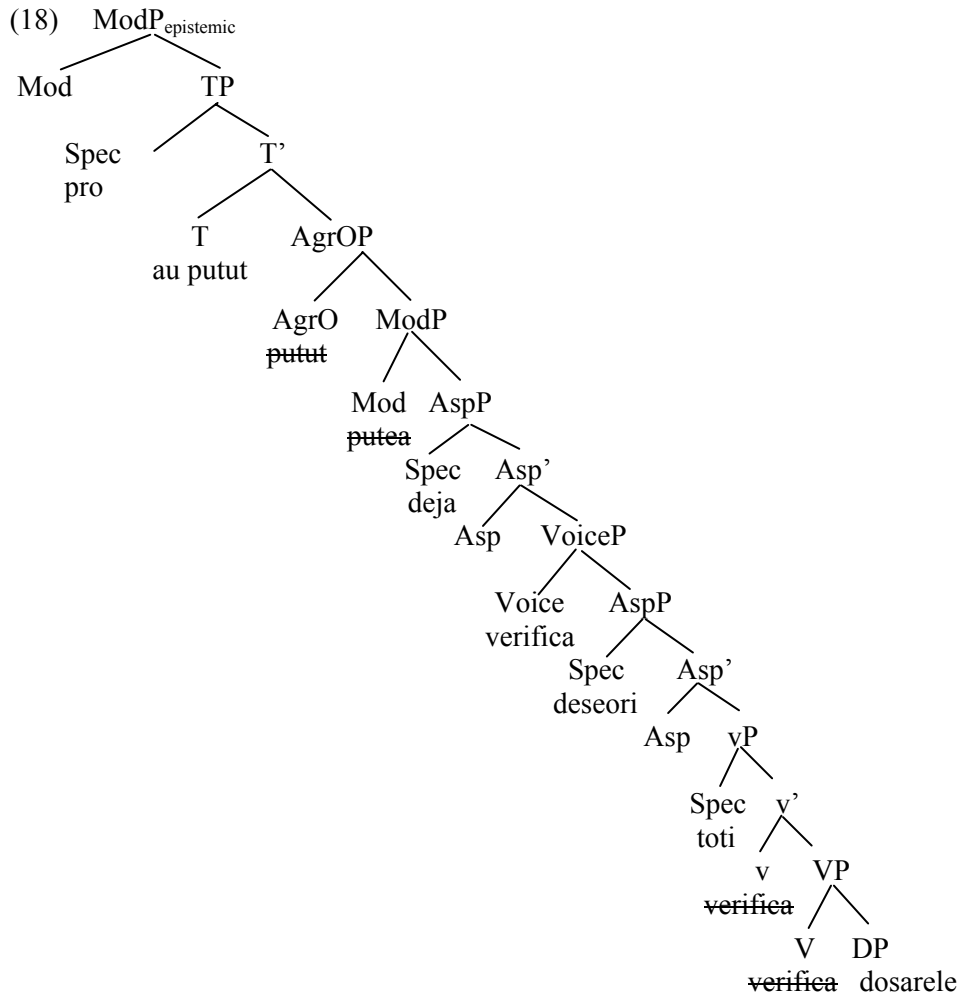 (18) ModPepistemic
Mod TP
Spec T’
pro
T AgrOP
au putut
AgrO ModP
putut
Mod AspP
putea
Spec Asp’
deja
Asp VoiceP
Voice AspP
verifica
Spec Asp’
deseori
Asp vP
Spec v’
toti
v VP
verifica
V DP
verifica dosarele